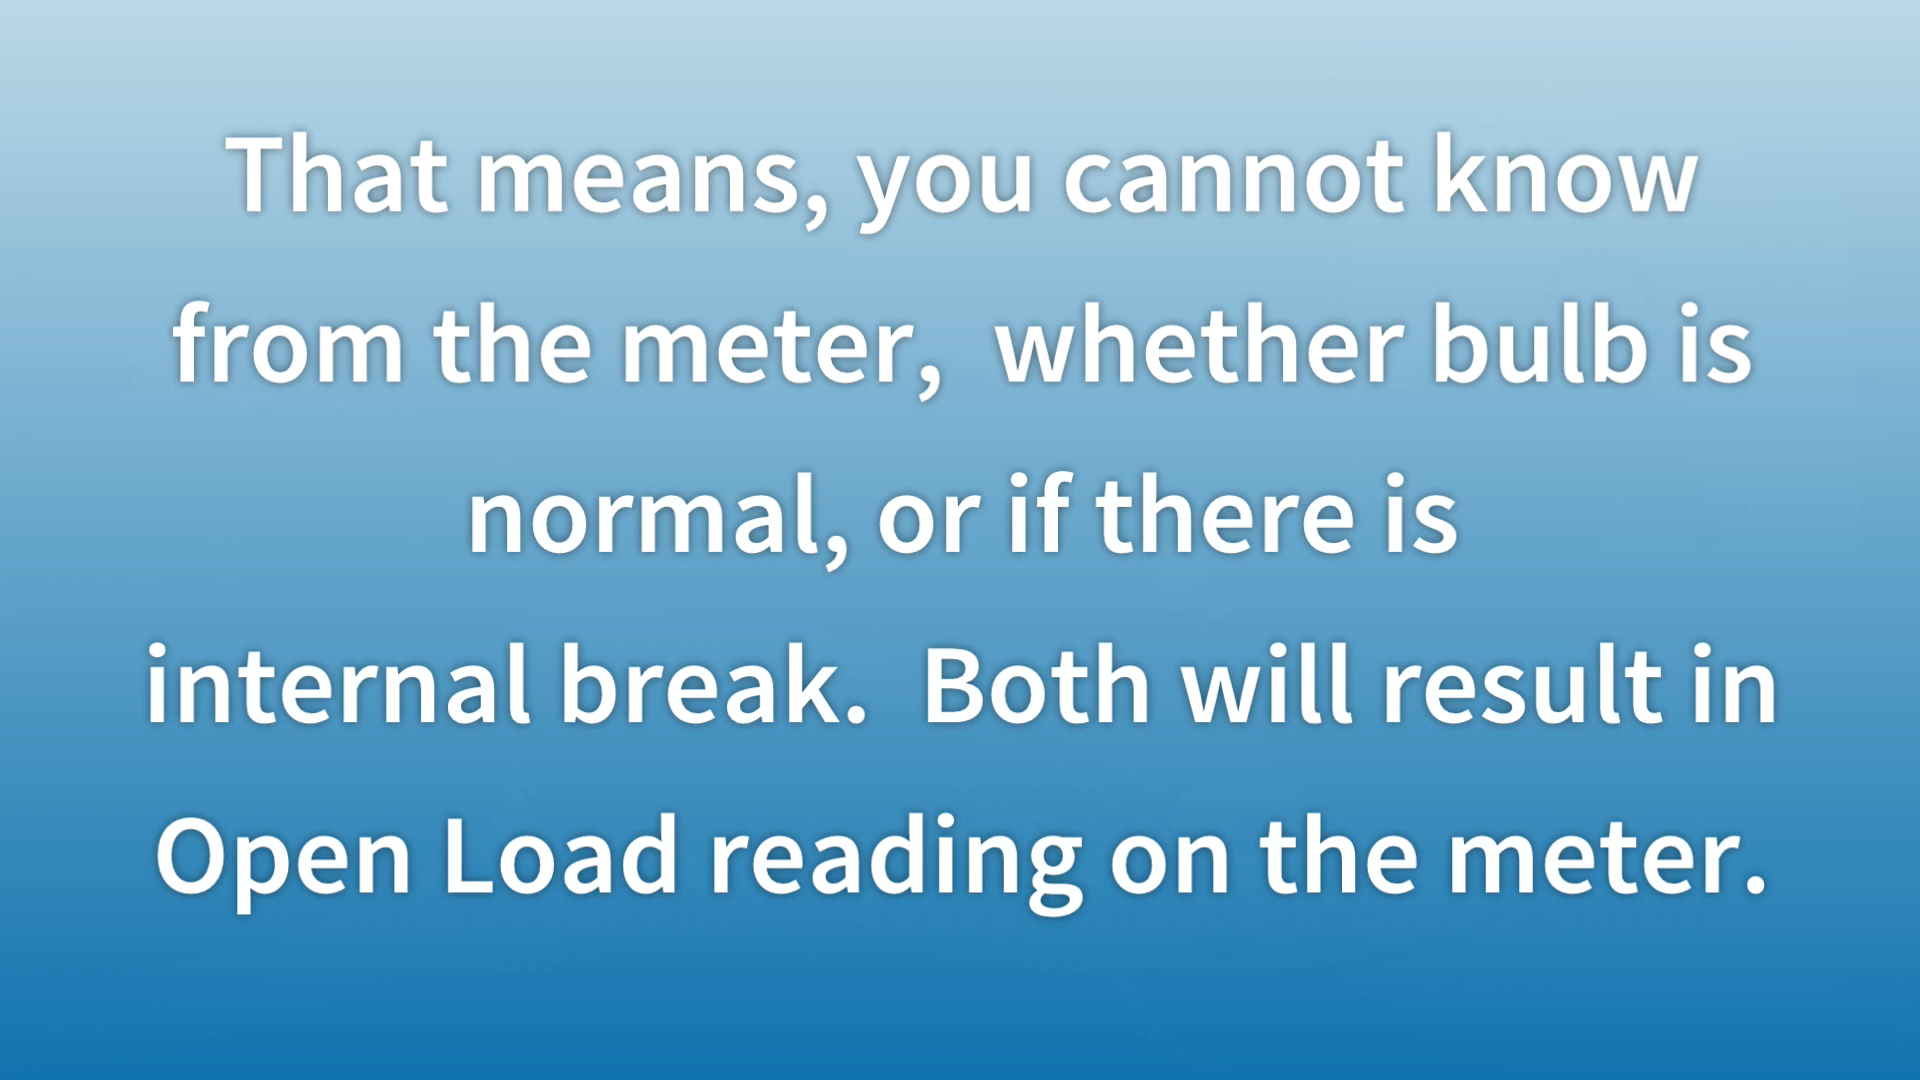 That means, you cannot know
from the meter,  whether bulb is
normal, or if there is
internal break.  Both will result in
Open Load reading on the meter.